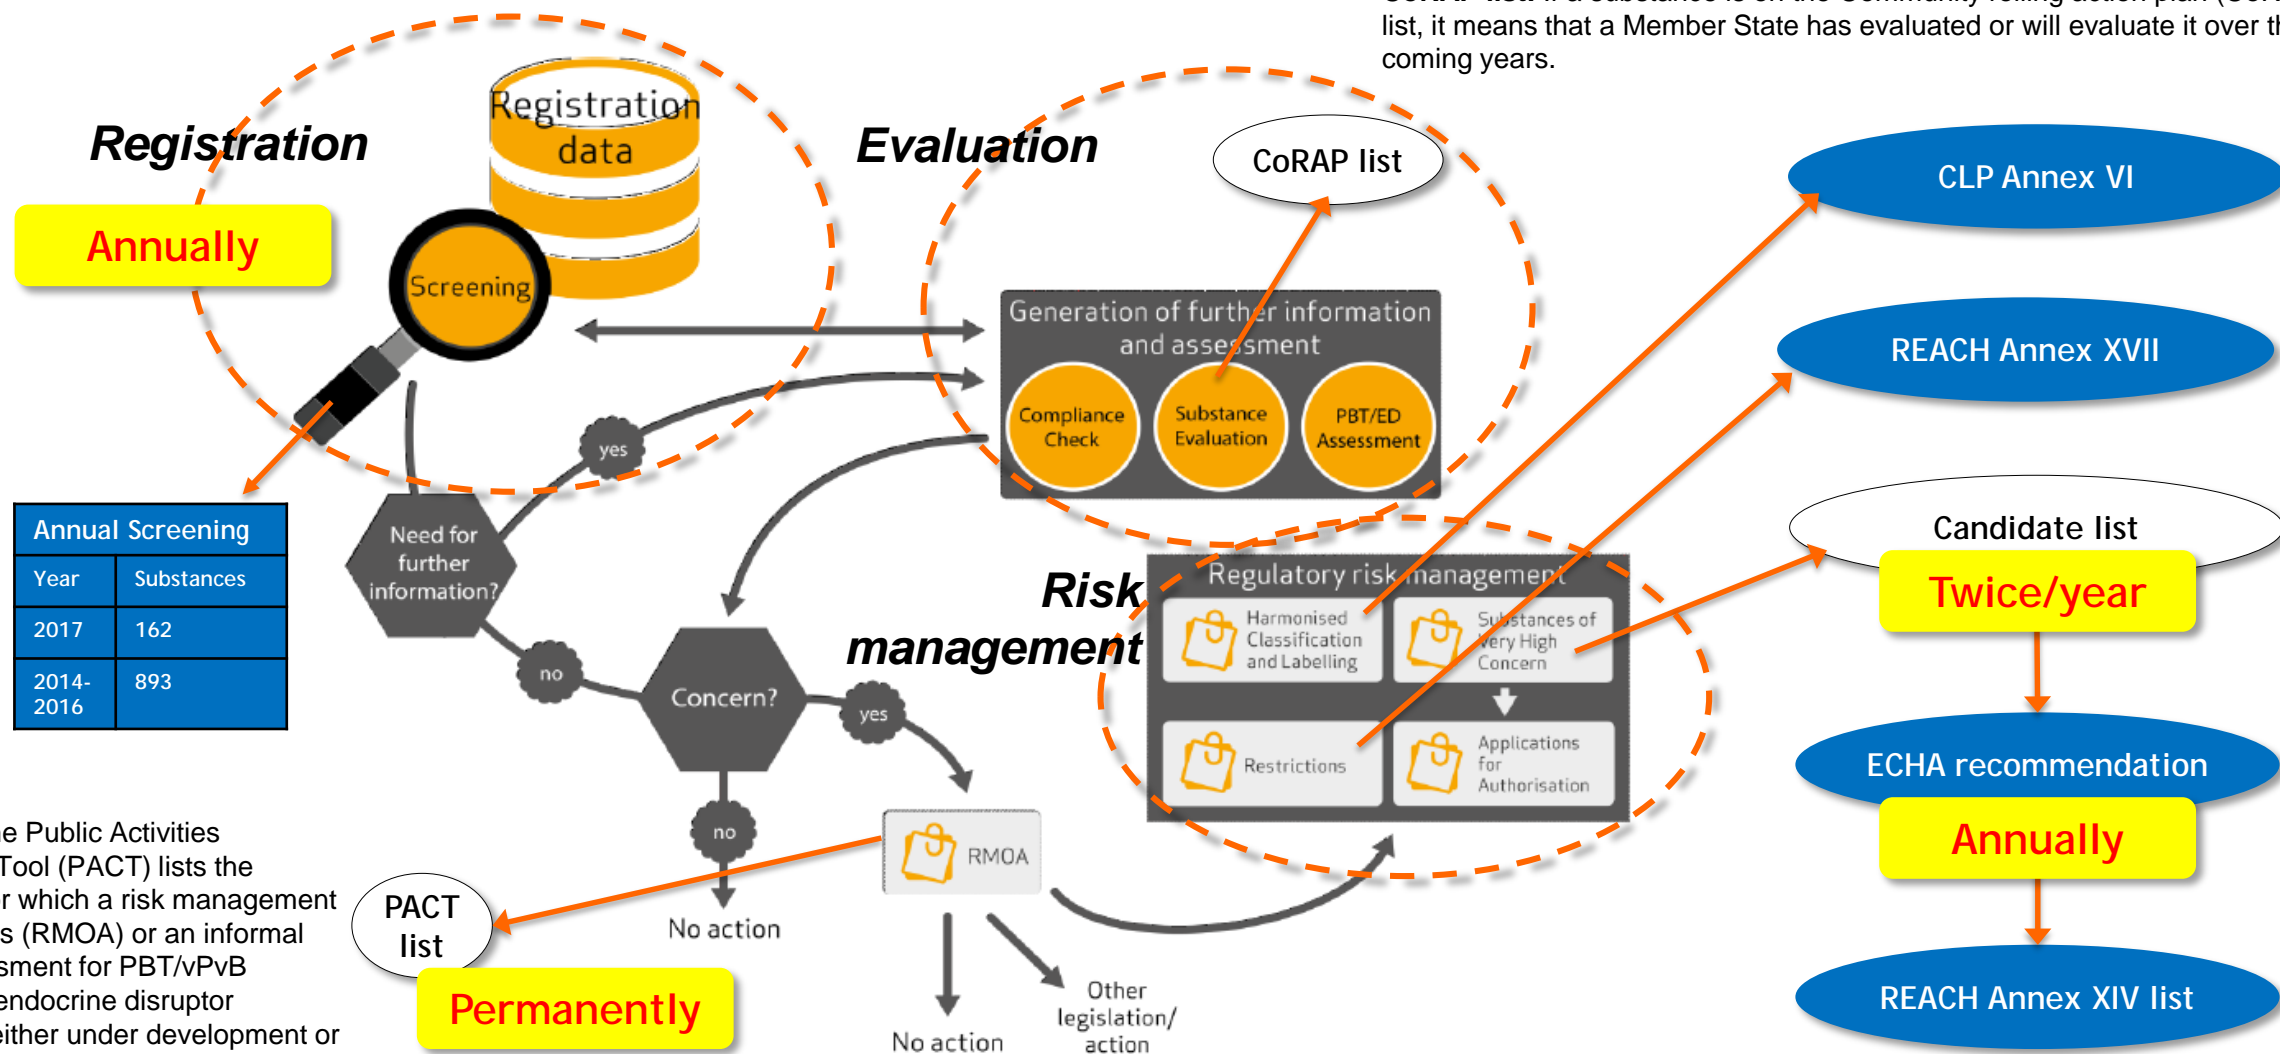 list, it means that a Member State has evaluated or will evaluate it over
coming years.
Registration
Annually
Registration
data
Screening
Evaluation
CoRAP list
Generation of further information
and assessment
Compliance
Check
Substance
Evaluation
PBT/ED
Assessment
CLP Annex VI
REACH Annex XVII
Candidate list
Twice/year
ECHA recommendation
Annually
REACH Annex XIV list
yes
Need for
further
information?
no
Annual Screening
Year Substances
2017 162
2014-
2016 893
Concern?
yes
no
No action
Risk
management
Regulatory risk management
Harmonised
Classification
and Labelling
Substances of
Very High
Concern
Restrictions
Applications
for
Authorisation
RMOA
No action
Other
legislation/
action
PACT
list
Permanently
Public Activities
Tool (PACT) lists the
which a risk management
(RMOA) or an informal
for PBT/vPvB
endocrine disruptor
either under development or